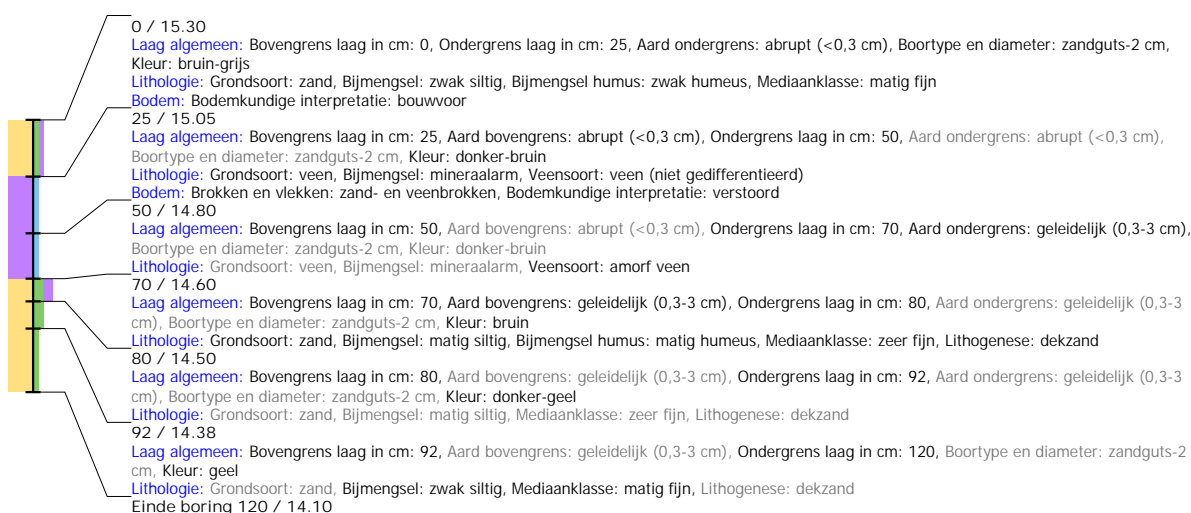 0 / 15.30
Laag algemeen: Bovengrens laag in cm: 0, Ondergrens laag in cm: 25, Aard ondergrens: abrupt (<0,3 cm), Boortype en diameter: zandguts-2 cm,
Kleur: bruin-grijs
Lithologie: Grondsoort: zand, Bijmengsel: zwak siltig, Bijmengsel humus: zwak humeus, Mediaanklasse: matig fijn
Bodem: Bodemkundige interpretatie: bouwvoor
25 / 15.05
Laag algemeen: Bovengrens laag in cm: 25, Aard bovengrens: abrupt (<0,3 cm), Ondergrens laag in cm: 50, Aard ondergrens: abrupt (<0,3 cm),
Boortype en diameter: zandguts-2 cm, Kleur: donker-bruin
Lithologie: Grondsoort: veen, Bijmengsel: mineraalarm, Veensoort: veen (niet gedifferentieerd)
Bodem: Brokken en vlekken: zand- en veenbrokken, Bodemkundige interpretatie: verstoord
50 / 14.80
Laag algemeen: Bovengrens laag in cm: 50, Aard bovengrens: abrupt (<0,3 cm), Ondergrens laag in cm: 70, Aard ondergrens: geleidelijk (0,3-3 cm),
Boortype en diameter: zandguts-2 cm, Kleur: donker-bruin
Lithologie: Grondsoort: veen, Bijmengsel: mineraalarm, Veensoort: amorf veen
70 / 14.60
Laag algemeen: Bovengrens laag in cm: 70, Aard bovengrens: geleidelijk (0,3-3 cm), Ondergrens laag in cm: 80, Aard ondergrens: geleidelijk (0,3-3
cm), Boortype en diameter: zandguts-2 cm, Kleur: bruin
Lithologie: Grondsoort: zand, Bijmengsel: matig siltig, Bijmengsel humus: matig humeus, Mediaanklasse: zeer fijn, Lithogenese: dekzand
80 / 14.50
Laag algemeen: Bovengrens laag in cm: 80, Aard bovengrens: geleidelijk (0,3-3 cm), Ondergrens laag in cm: 92, Aard ondergrens: geleidelijk (0,3-3
cm), Boortype en diameter: zandguts-2 cm, Kleur: donker-geel
Lithologie: Grondsoort: zand, Bijmengsel: matig siltig, Mediaanklasse: zeer fijn, Lithogenese: dekzand
92 / 14.38
Laag algemeen: Bovengrens laag in cm: 92, Aard bovengrens: geleidelijk (0,3-3 cm), Ondergrens laag in cm: 120, Boortype en diameter: zandguts-2
cm, Kleur: geel
Lithologie: Grondsoort: zand, Bijmengsel: zwak siltig, Mediaanklasse: matig fijn, Lithogenese: dekzand
Einde boring 120 / 14.10